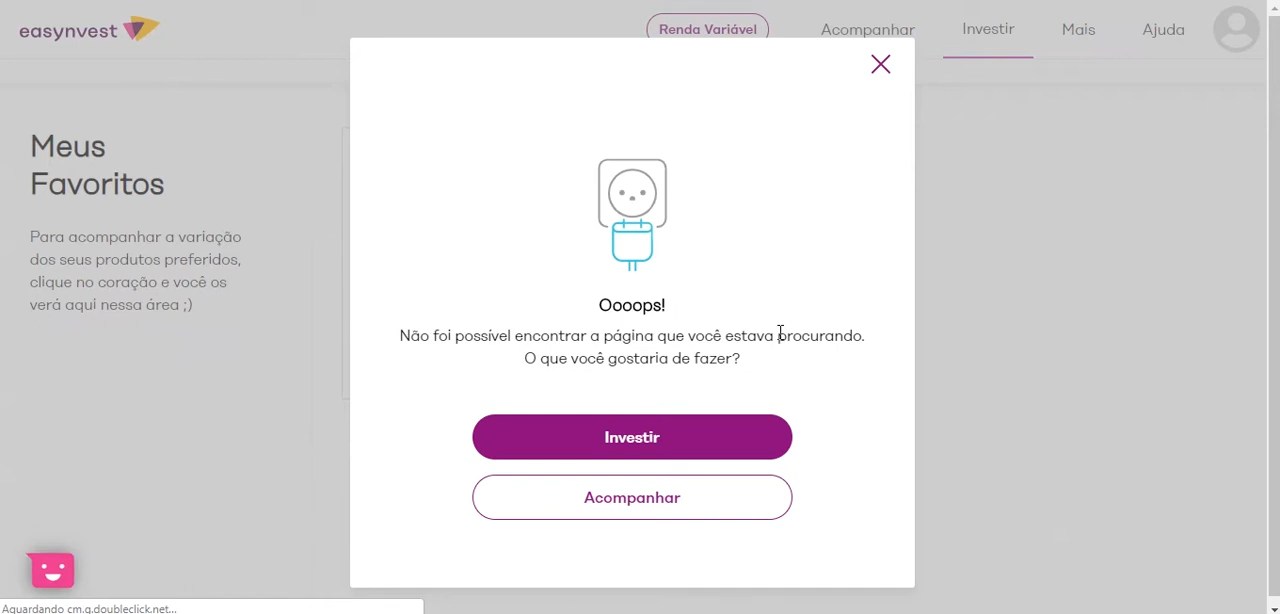 easynvest
Renda Variável
Acompanhar
Investir
Mais
Ajuda
Meus
Favoritos
Para acompanhar a variação
dos seus produtos preferidos,
clique no coração e você os
verá aqui nessa área ;)
Oooops!
Não foi possível encontrar a página que você estava procurando.
O que você gostaria de fazer?
Investir
Acompanhar
Aguardando cm.g.doubleclick.net...